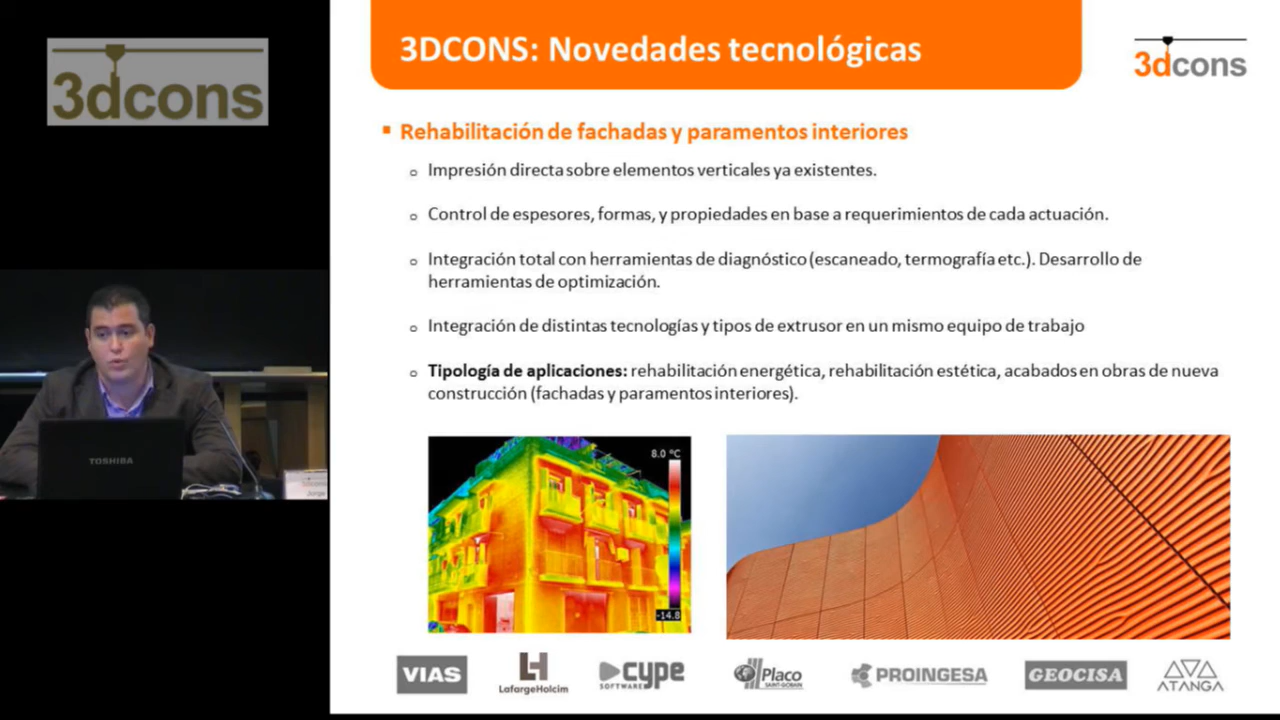 3dcons
3DCONS: Novedades tecnológicas
3dcons
Rehabilitación de fachadas y paramentos interiores
Impresión directa sobre elementos verticales ya existentes.
Control de espesores, formas, y propiedades en base a requerimientos de cada actuación.
Integración total con herramientas de diagnóstico (escaneado, termografía etc.). Desarrollo de
herramientas de optimización.
Integración de distintas tecnologías y tipos de extrusor en un mismo equipo de trabajo
Tipología de aplicaciones: rehabilitación energética, rehabilitación estética, acabados en obras de nueva
construcción (fachadas y paramentos interiores).
TOSHIBA
3dcons
Jorge
8.0 °C
-14.8
VIAS
LH
LafargeHolcim
cype
SOFTWARE
Placo
SAINT-GOBAIN
PROINGESA
GEOCISA
ATANGA